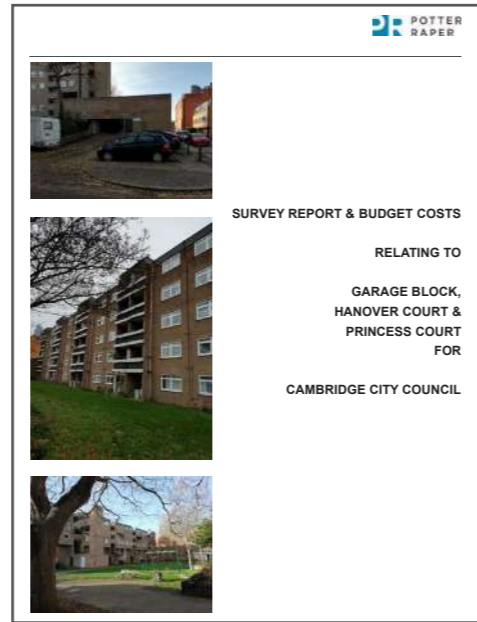 POTTER
RAPER
SURVEY REPORT & BUDGET COSTS
RELATING TO
GARAGE BLOCK,
HANOVER COURT &
PRINCESS COURT
FOR
CAMBRIDGE CITY COUNCIL